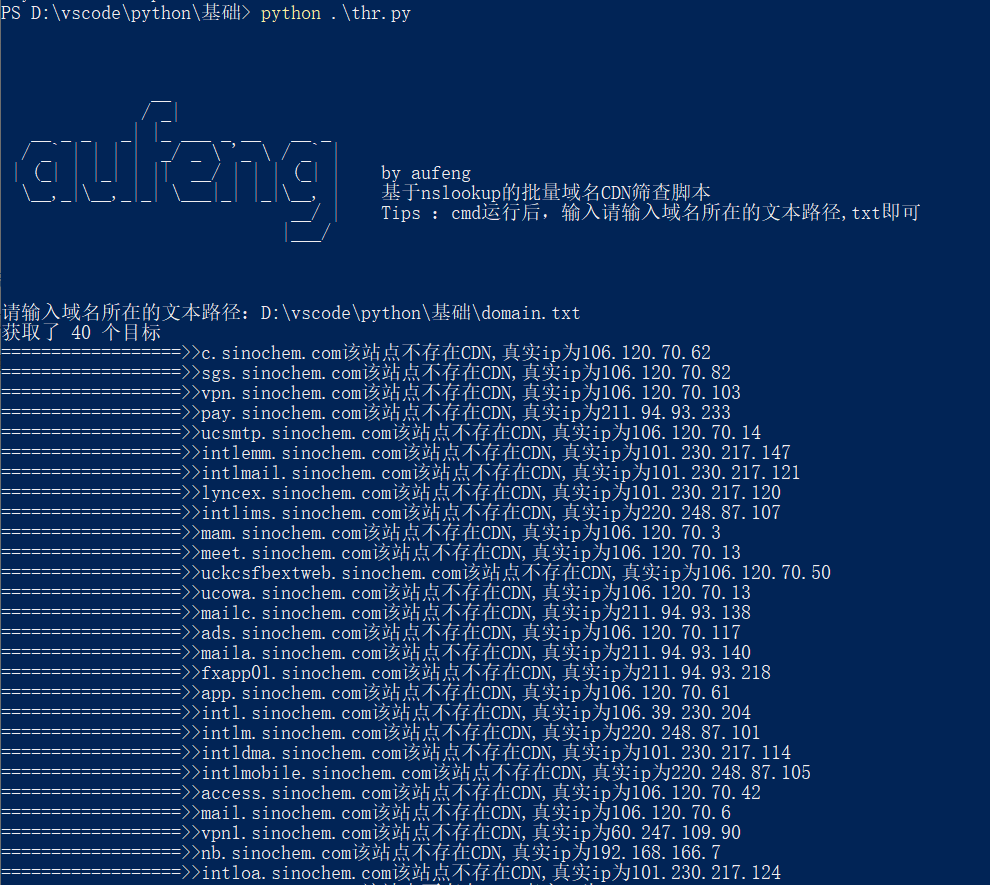 PS D:\vscode\python\基础> python .\thr.py
aufeng
by aufeng
基于nslookup的批量域名CDN筛查脚本
Tips : cmd运行后，输入请输入域名所在的文本路径,txt即可
请输入域名所在的文本路径：D:\vscode\python\基础\domain.txt
获取了 40 个目标
==================>>c.sinochem.com该站点不存在CDN,真实ip为106.120.70.62
==================>>sgs.sinochem.com该站点不存在CDN,真实ip为106.120.70.82
==================>>vpn.sinochem.com该站点不存在CDN,真实ip为106.120.70.103
==================>>pay.sinochem.com该站点不存在CDN,真实ip为211.94.93.233
==================>>ucsmtp.sinochem.com该站点不存在CDN,真实ip为106.120.70.14
==================>>intlemm.sinochem.com该站点不存在CDN,真实ip为101.230.217.147
==================>>intlmail.sinochem.com该站点不存在CDN,真实ip为101.230.217.121
==================>>lyncex.sinochem.com该站点不存在CDN,真实ip为101.230.217.120
==================>>intlims.sinochem.com该站点不存在CDN,真实ip为220.248.87.107
==================>>mam.sinochem.com该站点不存在CDN,真实ip为106.120.70.3
==================>>meet.sinochem.com该站点不存在CDN,真实ip为106.120.70.13
==================>>uckcsfbextweb.sinochem.com该站点不存在CDN,真实ip为106.120.70.50
==================>>ucowa.sinochem.com该站点不存在CDN,真实ip为106.120.70.13
==================>>mailc.sinochem.com该站点不存在CDN,真实ip为211.94.93.138
==================>>ads.sinochem.com该站点不存在CDN,真实ip为106.120.70.117
==================>>maila.sinochem.com该站点不存在CDN,真实ip为211.94.93.140
==================>>fxapp01.sinochem.com该站点不存在CDN,真实ip为211.94.93.218
==================>>app.sinochem.com该站点不存在CDN,真实ip为106.120.70.61
==================>>intl.sinochem.com该站点不存在CDN,真实ip为106.39.230.204
==================>>intlm.sinochem.com该站点不存在CDN,真实ip为220.248.87.101
==================>>intldma.sinochem.com该站点不存在CDN,真实ip为101.230.217.114
==================>>intlmobile.sinochem.com该站点不存在CDN,真实ip为220.248.87.105
==================>>access.sinochem.com该站点不存在CDN,真实ip为106.120.70.42
==================>>mail.sinochem.com该站点不存在CDN,真实ip为106.120.70.6
==================>>vpn1.sinochem.com该站点不存在CDN,真实ip为60.247.109.90
==================>>nb.sinochem.com该站点不存在CDN,真实ip为192.168.166.7
==================>>intloa.sinochem.com该站点不存在CDN,真实ip为101.230.217.124